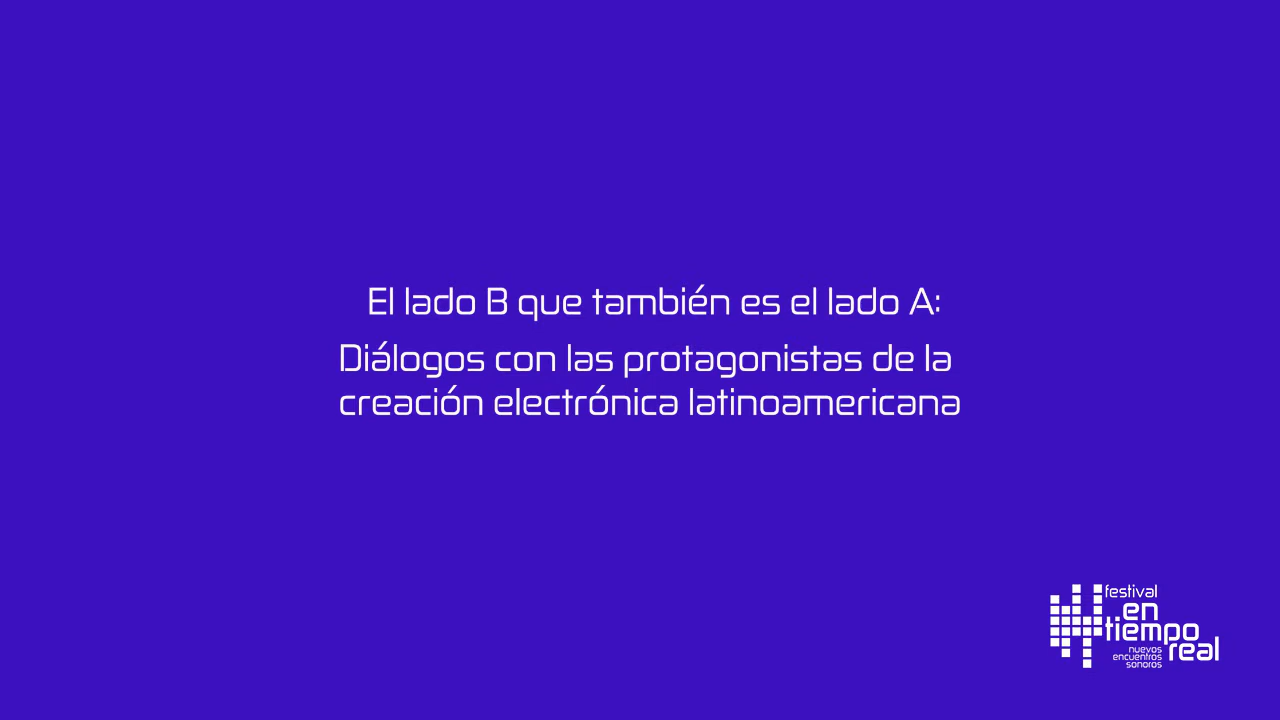 El lado B que también es el lado A:
Diálogos con las protagonistas de la
creación electrónica latinoamericana
festival
en
tiempo
real
nuevos
encuentros
sonoros